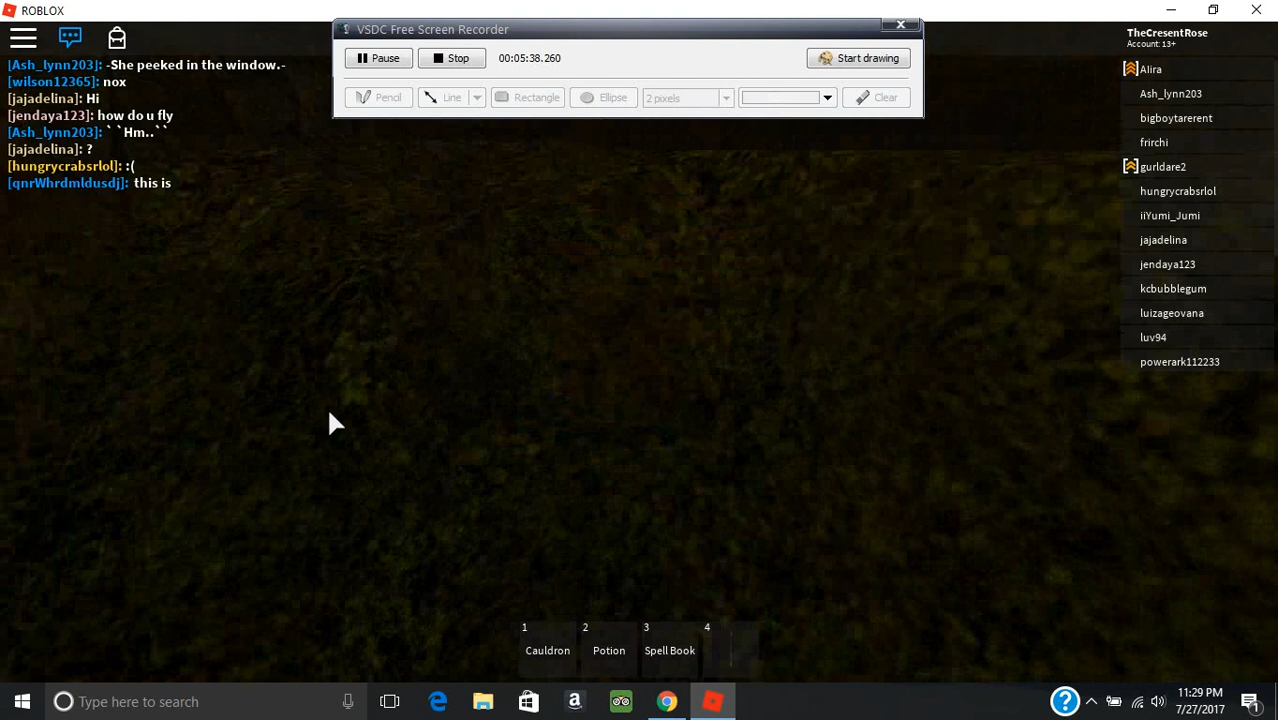 ROBLOX
VSDC Free Screen Recorder
Pause
Stop
00:05:38.260
Start drawing
Pencil
Line
Rectangle
Ellipse
2 pixels
Clear
[Ash_lynn203]: -She peeked in the window.-
[wilson12365]: nox
[jajadelina]: Hi
[jendaya123]: how do u fly
[Ash_lynn203]: ``Hm..``
[jajadelina]: ?
[hungrycrabsrlol]: :(
[qnrWhrdmldusdj]: this is
TheCresentRose
Account: 13+
Alira
Ash_lynn203
bigboytarerent
frirchi
gurldare2
hungrycrabsrlol
iiYumi_Jumi
jajadelina
jendaya123
kcbubblegum
luizageovana
luv94
powerark112233
1
Cauldron
2
Potion
3
Spell Book
4
Type here to search
11:29 PM
7/27/2017